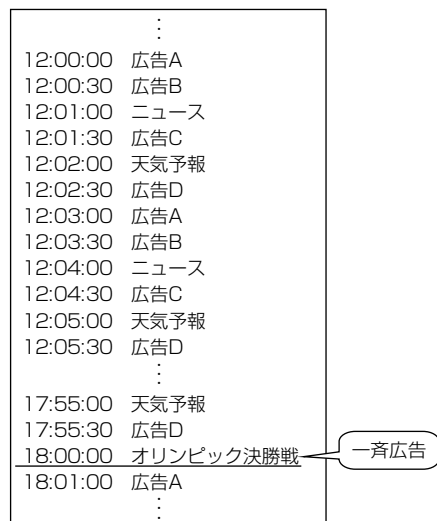 ⋮
12:00:00 広告A
12:00:30 広告B
12:01:00 ニュース
12:01:30 広告C
12:02:00 天気予報
12:02:30 広告D
12:03:00 広告A
12:03:30 広告B
12:04:00 ニュース
12:04:30 広告C
12:05:00 天気予報
12:05:30 広告D
⋮
17:55:00 天気予報
17:55:30 広告D
18:00:00 オリンピック決勝戦 一斉広告
18:01:00 広告A
⋮